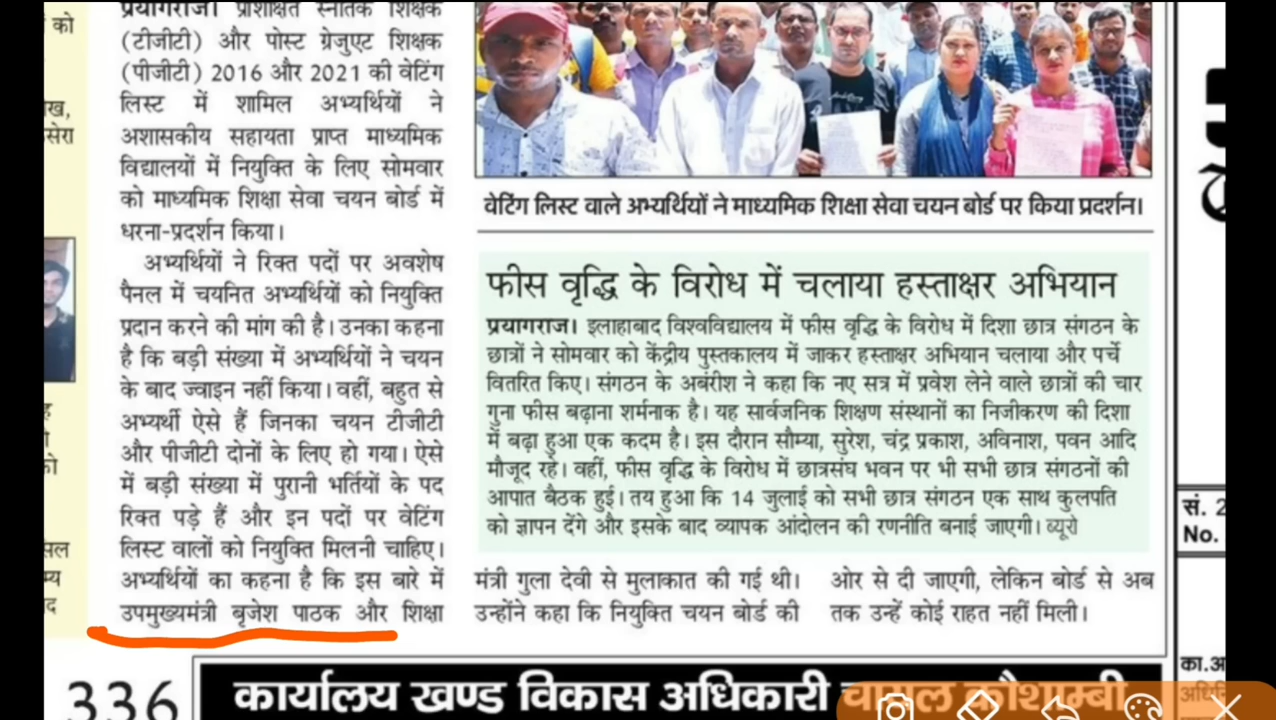 को
ख,
सेरा
प्रयागराज। प्रशिक्षित स्नातक शिक्षक
(टीजीटी) और पोस्ट ग्रेजुएट शिक्षक
(पीजीटी) 2016 और 2021 की वेटिंग
लिस्ट में शामिल अभ्यर्थियों ने
अशासकीय सहायता प्राप्त माध्यमिक
विद्यालयों में नियुक्ति के लिए सोमवार
को माध्यमिक शिक्षा सेवा चयन बोर्ड में
धरना-प्रदर्शन किया।
अभ्यर्थियों ने रिक्त पदों पर अवशेष
पैनल में चयनित अभ्यर्थियों को नियुक्ति
प्रदान करने की मांग की है। उनका कहना
है कि बड़ी संख्या में अभ्यर्थियों ने चयन
के बाद ज्वाइन नहीं किया। वहीं, बहुत से
अभ्यर्थी ऐसे हैं जिनका चयन टीजीटी
और पीजीटी दोनों के लिए हो गया। ऐसे
में बड़ी संख्या में पुरानी भर्तियों के पद
रिक्त पड़े हैं और इन पदों पर वेटिंग
लिस्ट वालों को नियुक्ति मिलनी चाहिए।
अभ्यर्थियों का कहना है कि इस बारे में
उपमुख्यमंत्री बृजेश पाठक और शिक्षा
वेटिंग लिस्ट वाले अभ्यर्थियों ने माध्यमिक शिक्षा सेवा चयन बोर्ड पर किया प्रदर्शन।
फीस वृद्धि के विरोध में चलाया हस्ताक्षर अभियान
प्रयागराज। इलाहाबाद विश्वविद्यालय में फीस वृद्धि के विरोध में दिशा छात्र संगठन के
छात्रों ने सोमवार को केंद्रीय पुस्तकालय में जाकर हस्ताक्षर अभियान चलाया और पर्चे
वितरित किए। संगठन के अबंरीश ने कहा कि नए सत्र में प्रवेश लेने वाले छात्रों की चार
गुना फीस बढ़ाना शर्मनाक है। यह सार्वजनिक शिक्षण संस्थानों का निजीकरण की दिशा
में बढ़ा हुआ एक कदम है। इस दौरान सौम्या, सुरेश, चंद्र प्रकाश, अविनाश, पवन आदि
मौजूद रहे। वहीं, फीस वृद्धि के विरोध में छात्रसंघ भवन पर भी सभी छात्र संगठनों की
आपात बैठक हुई। तय हुआ कि 14 जुलाई को सभी छात्र संगठन एक साथ कुलपति
को ज्ञापन देंगे और इसके बाद व्यापक आंदोलन की रणनीति बनाई जाएगी। ब्यूरो
मंत्री गुला देवी से मुलाकात की गई थी।
उन्होंने कहा कि नियुक्ति चयन बोर्ड की
ओर से दी जाएगी, लेकिन बोर्ड से अब
तक उन्हें कोई राहत नहीं मिली।
सं. 2
No.
का.अ
336
कार्यालय खण्ड विकास अधिकारी